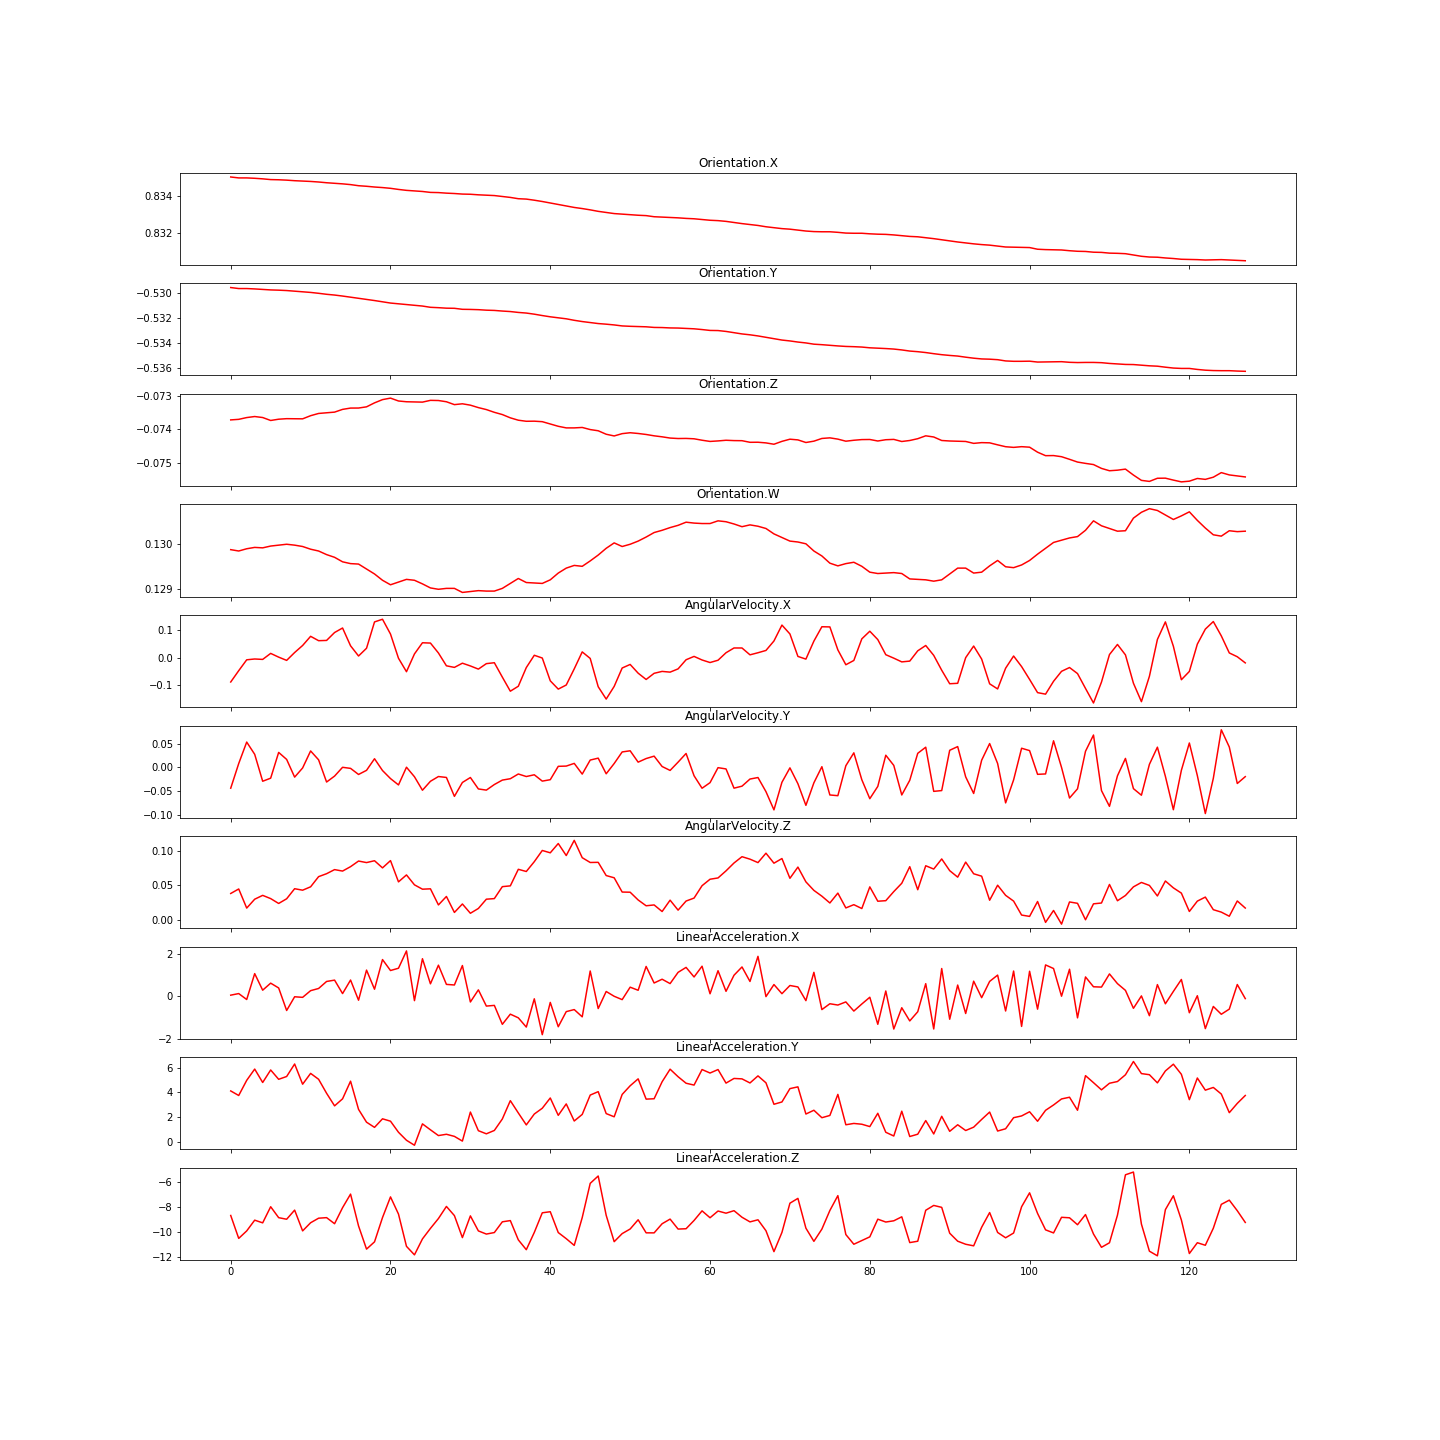 Orientation.X
0.834
0.832
Orientation.Y
−0.530
−0.532
−0.534
−0.536
Orientation.Z
−0.073
−0.074
−0.075
Orientation.W
0.130
0.129
AngularVelocity.X
0.1
0.0
−0.1
AngularVelocity.Y
0.05
0.00
−0.05
−0.10
AngularVelocity.Z
0.10
0.05
0.00
LinearAcceleration.X
2
0
−2
LinearAcceleration.Y
6
4
2
0
LinearAcceleration.Z
−6
−8
−10
−12
0 20 40 60 80 100 120